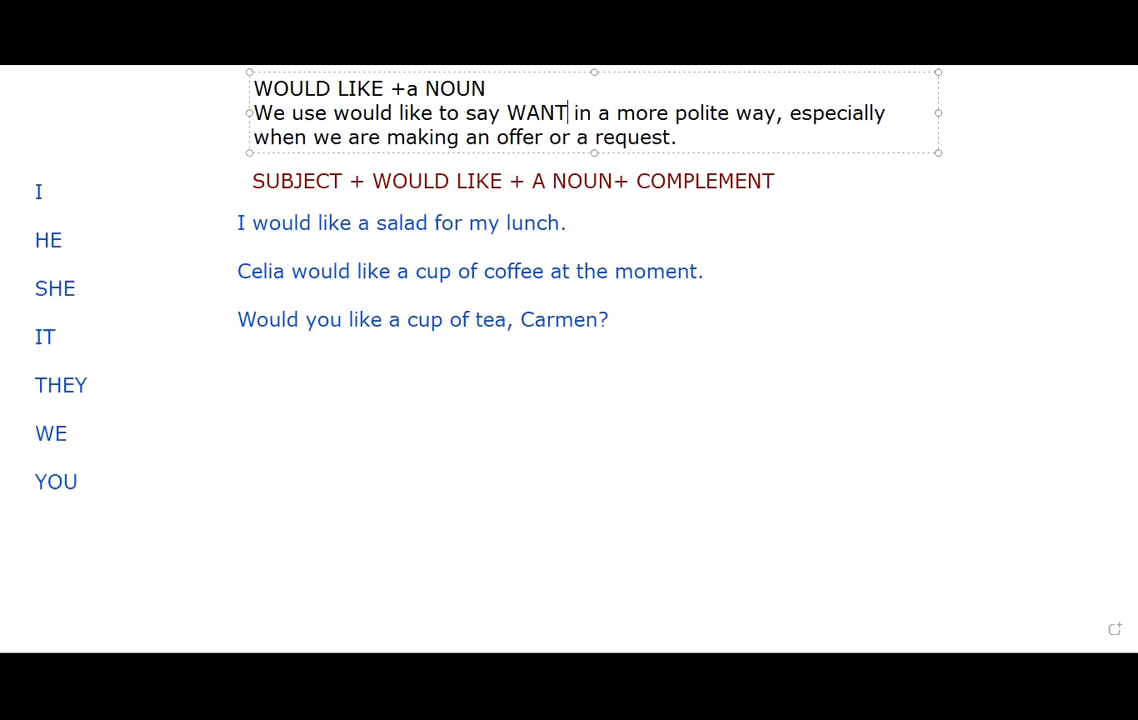 WOULD LIKE +a NOUN
We use would like to say WANT in a more polite way, especially
when we are making an offer or a request.
SUBJECT + WOULD LIKE + A NOUN+ COMPLEMENT
I
I would like a salad for my lunch.
HE
Celia would like a cup of coffee at the moment.
SHE
Would you like a cup of tea, Carmen?
IT
THEY
WE
YOU